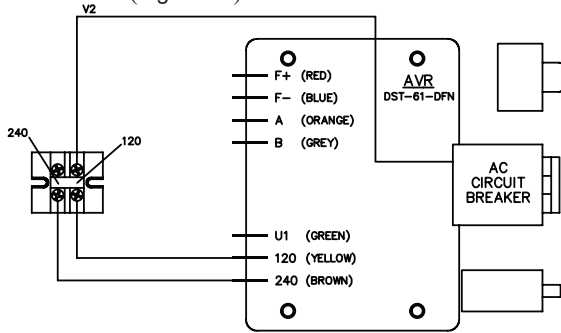 V2
F+ (RED)
F- (BLUE)
A (ORANGE)
B (GREY)
AVR
DST-61-DFN
240
120
AC
CIRCUIT
BREAKER
U1 (GREEN)
120 (YELLOW)
240 (BROWN)